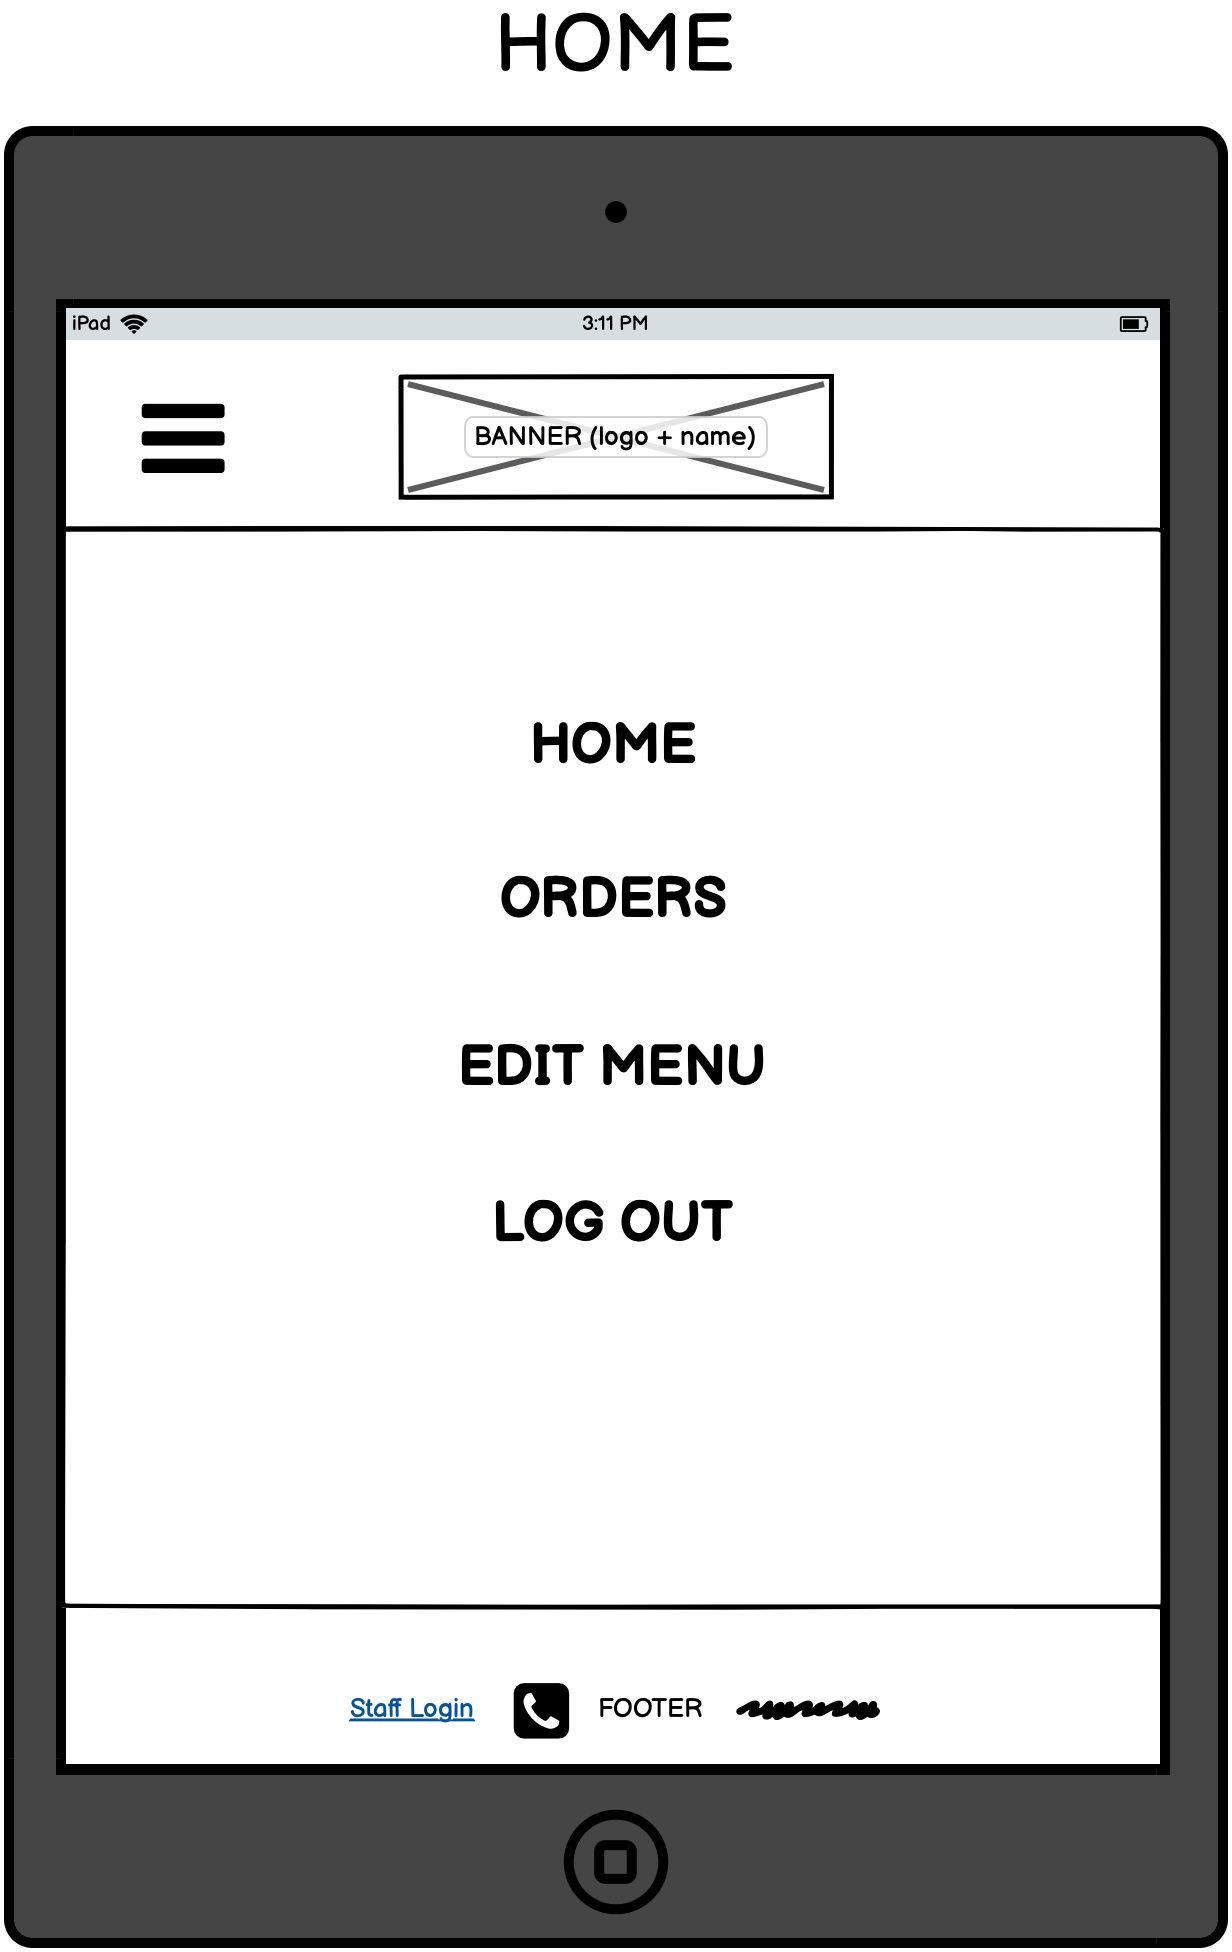 HOME
iPad 3:11 PM
BANNER (logo + name)
HOME
ORDERS
EDIT MENU
LOG OUT
Staff Login FOOTER